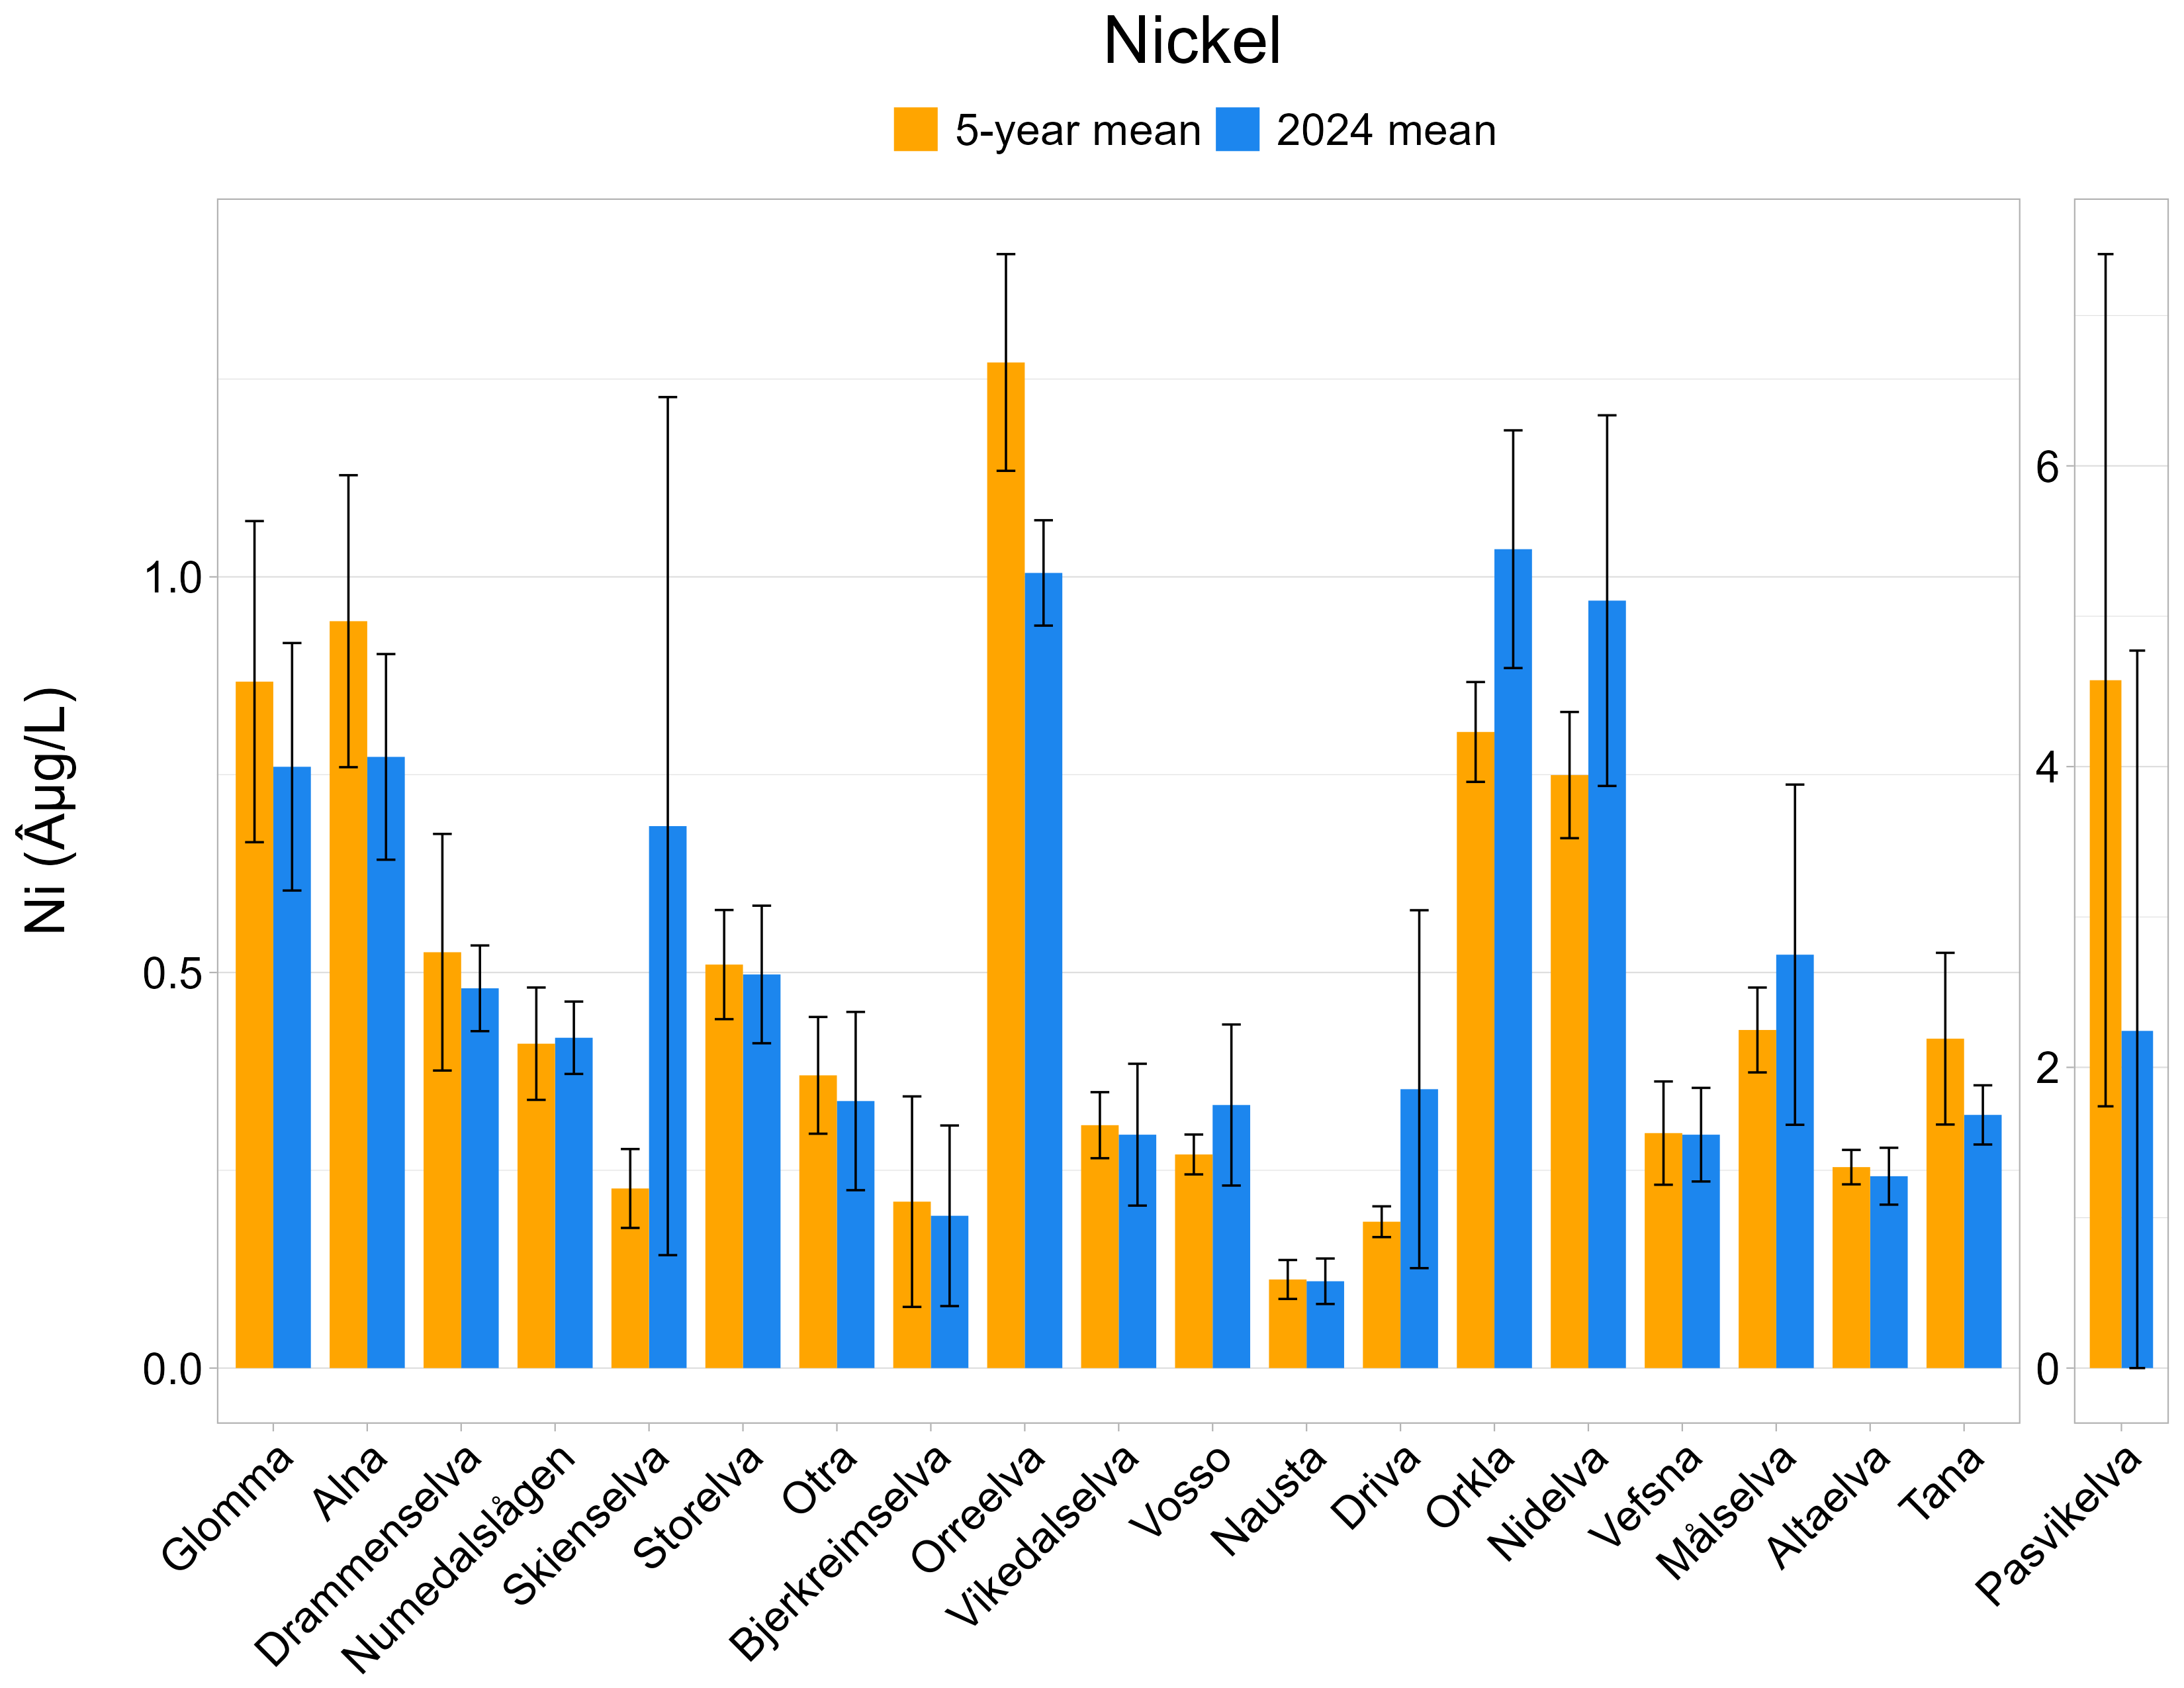 Nickel
5-year mean 2024 mean
Ni (Âµg/L)
1.0
0.5
0.0
6
4
2
0
Glomma
Alna
Drammenselva
Numedalslågen
Skienselva
Storelva
Otra
Bjerkreimselva
Orreelva
Vikedalselva
Vosso
Nausta
Driva
Orkla
Nidelva
Vefsna
Målselva
Altaelva
Tana
Pasvikelva